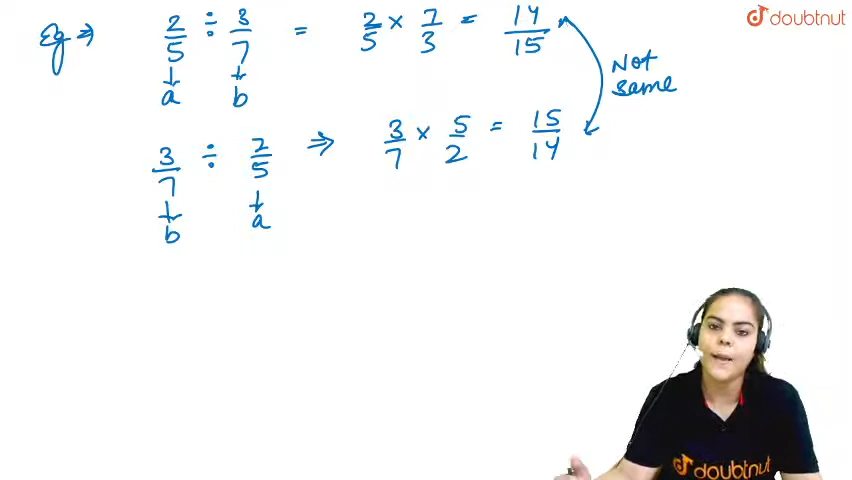 doubtnut
Eg ⇒ 2/5 ÷ 3/7 = 2/5 × 7/3 = 14/15
a b
Not
same
3/7 ÷ 2/5 ⇒ 3/7 × 5/2 = 15/14
b a
doubtnut